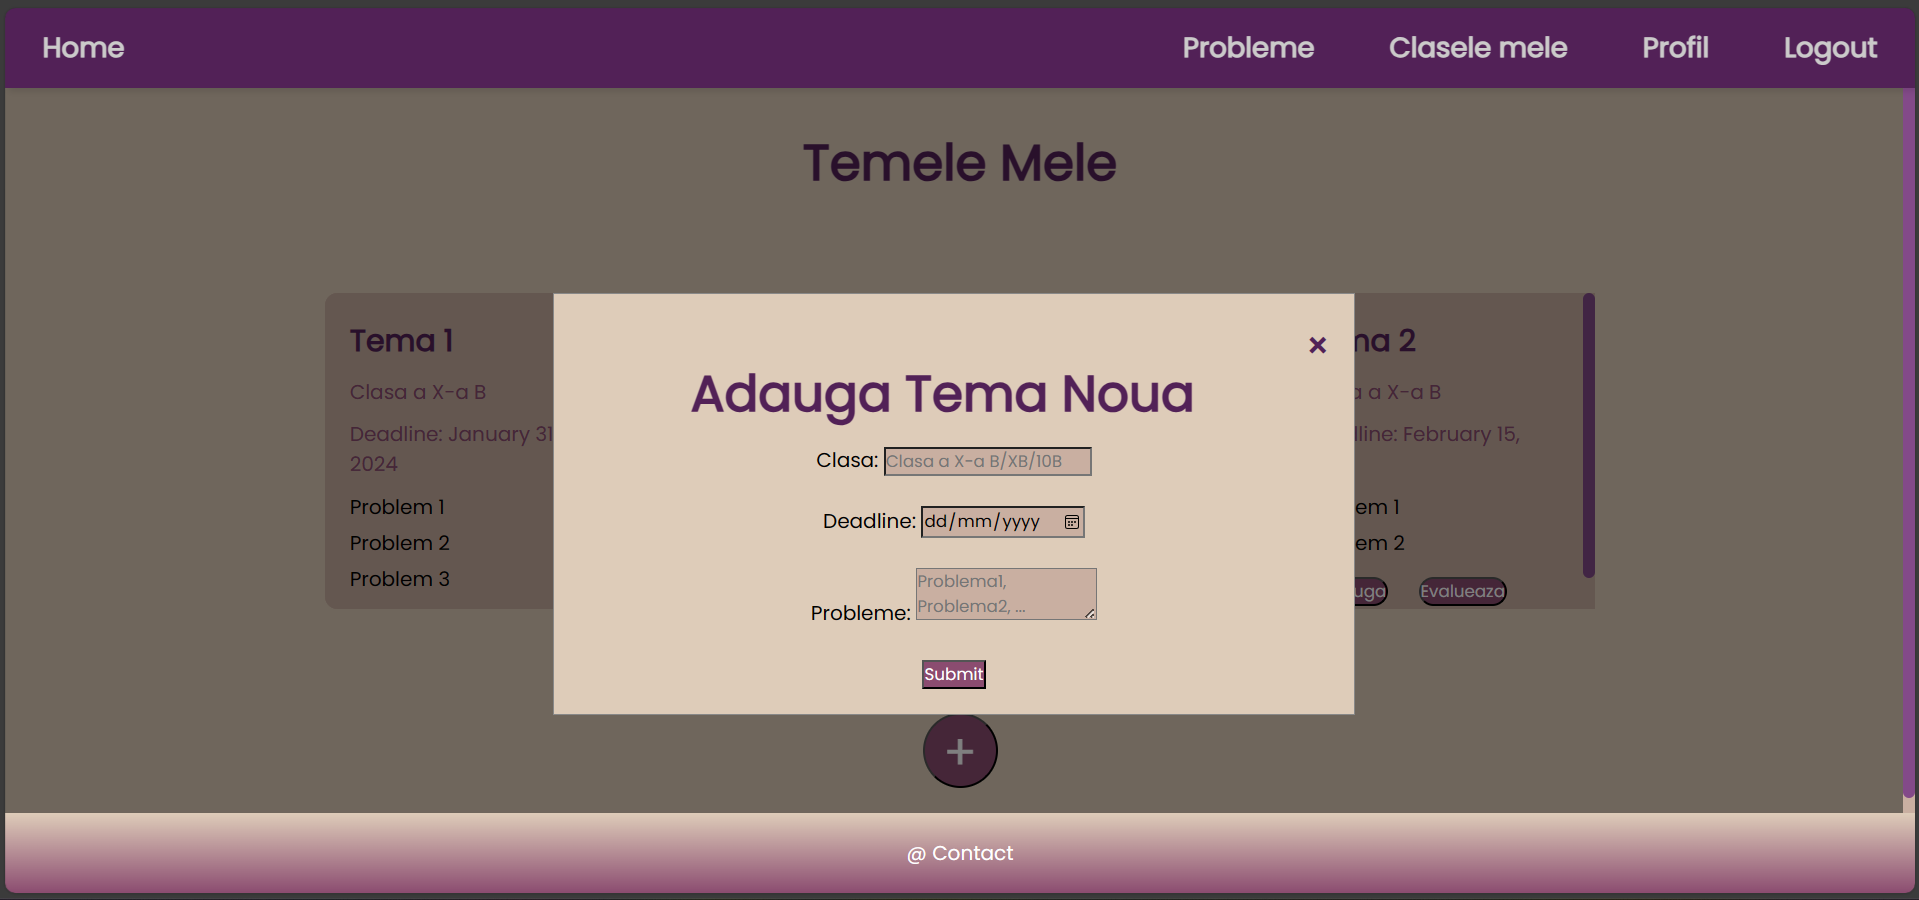 Home
Probleme
Clasele mele
Profil
Logout
Temele Mele
Tema 1
Clasa a X-a B
Deadline: January 31
2024
Problem 1
Problem 2
Problem 3
×
Adauga Tema Noua
Clasa: Clasa a X-a B/XB/10B
Deadline: dd/mm/yyyy
Probleme: Problema1,
Problema2, ...
Submit
ma 2
a a X-a B
line: February 15,
em 1
em 2
uga
Evalueaza
+
@ Contact